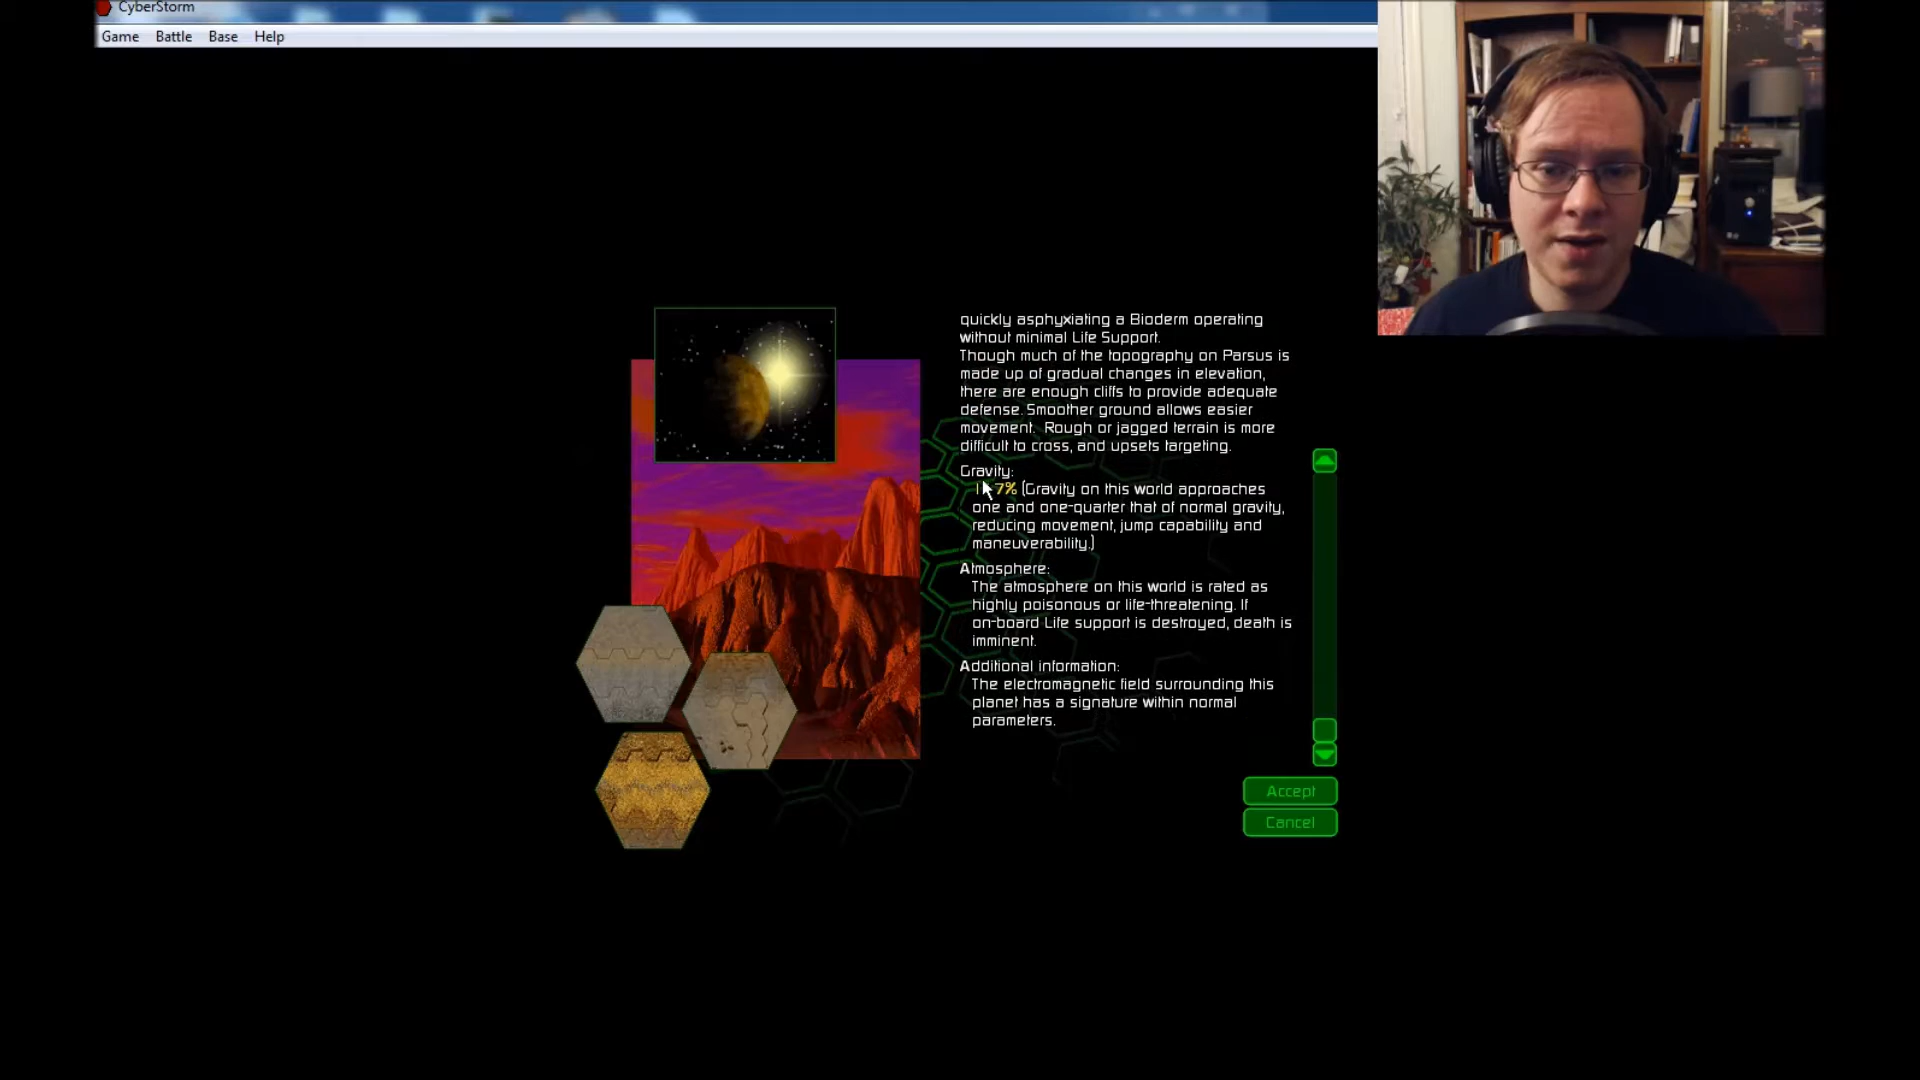 CyberStorm
Game Battle Base Help
quickly asphyxiating a Bioderm operating
without minimal Life Support.
Though much of the topography on Parsus is
made up of gradual changes in elevation,
there are enough cliffs to provide adequate
defense. Smoother ground allows easier
movement. Rough or jagged terrain is more
difficult to cross, and upsets targeting.
Gravity:
7% (Gravity on this world approaches
one and one-quarter that of normal gravity,
reducing movement, jump capability and
maneuverability.)
Atmosphere:
The atmosphere on this world is rated as
highly poisonous or life-threatening. If
on-board Life support is destroyed, death is
imminent.
Additional information:
The electromagnetic field surrounding this
planet has a signature within normal
parameters.
Accept
Cancel